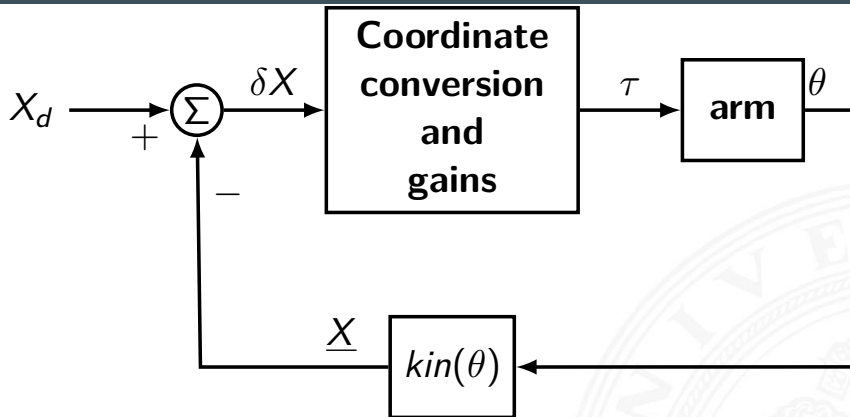 X_d
+
Σ
−
δX
Coordinate
conversion
and
gains
τ
arm
θ
X
kin(θ)
U N I V E